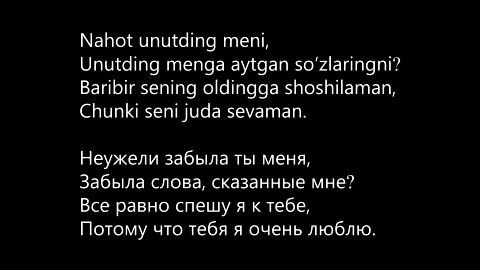 Nahot unutding meni,
Unutding menga aytgan so‘zlaringni?
Baribir sening oldingga shoshilaman,
Chunki seni juda sevaman.

Неужели забыла ты меня,
Забыла слова, сказанные мне?
Все равно спешу я к тебе,
Потому что тебя я очень люблю.